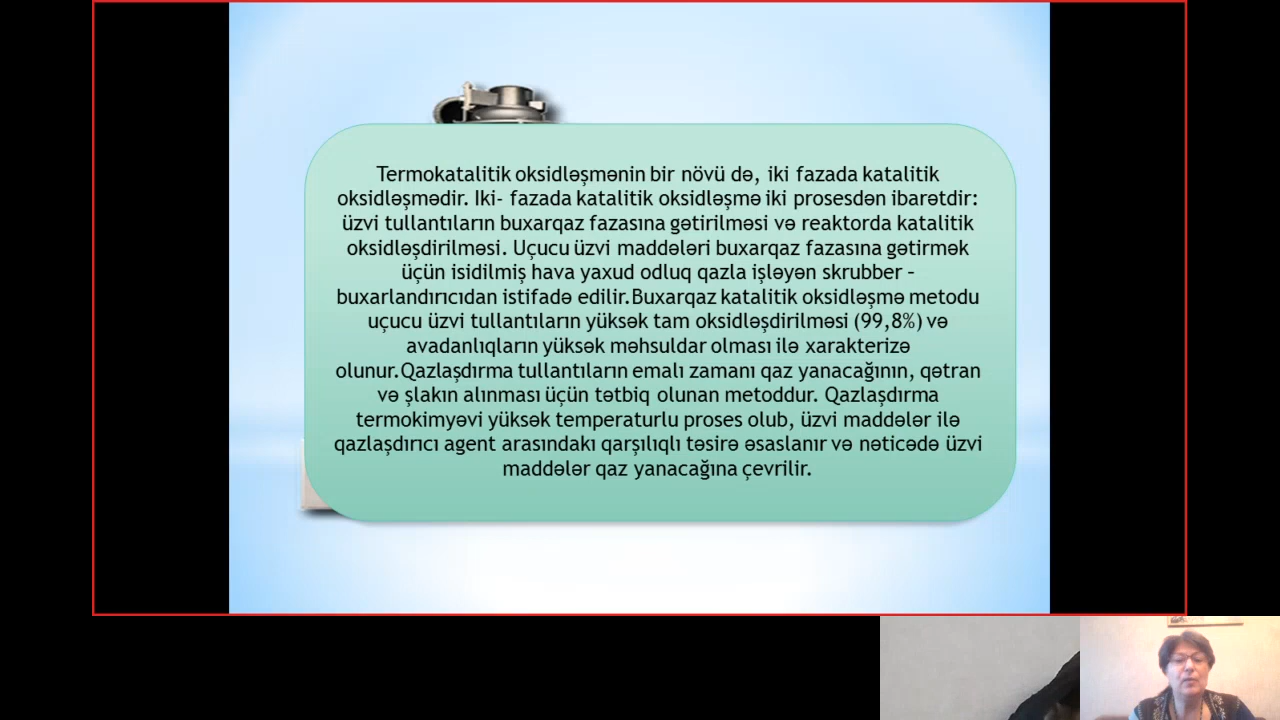 Termokatalitik oksidləşmənin bir növü də, iki fazada katalitik
oksidləşmədir. Iki- fazada katalitik oksidləşmə iki prosesdən ibarətdir:
üzvi tullantıların buxarqaz fazasına gətirilməsi və reaktorda katalitik
oksidləşdirilməsi. Uçucu üzvi maddələri buxarqaz fazasına gətirmək
üçün isidilmiş hava yaxud odluq qazla işləyən skrubber –
buxarlandırıcıdan istifadə edilir.Buxarqaz katalitik oksidləşmə metodu
uçucu üzvi tullantıların yüksək tam oksidləşdirilməsi (99,8%) və
avadanlıqların yüksək məhsuldar olması ilə xarakterizə
olunur.Qazlaşdırma tullantıların emalı zamanı qaz yanacağının, qətran
və şlakın alınması üçün tətbiq olunan metoddur. Qazlaşdırma
termokimyəvi yüksək temperaturlu proses olub, üzvi maddələr ilə
qazlaşdırıcı agent arasındakı qarşılıqlı təsirə əsaslanır və nəticədə üzvi
maddələr qaz yanacağına çevrilir.